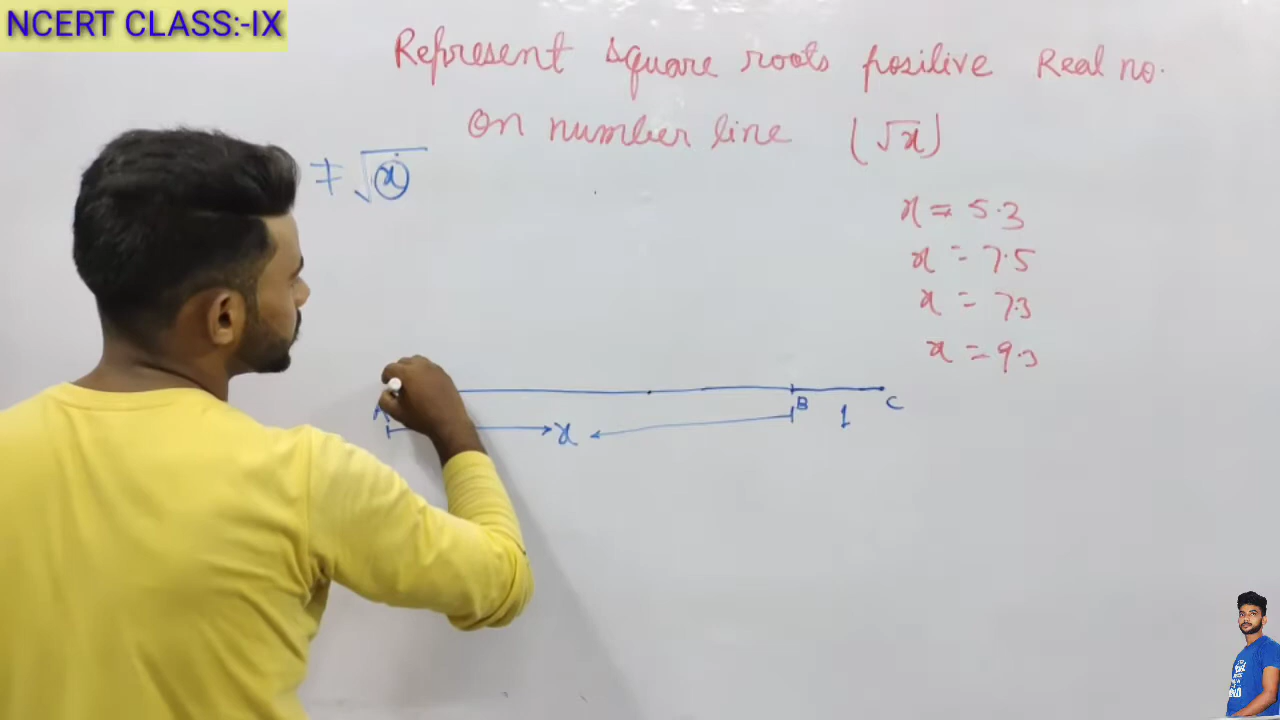 NCERT CLASS:-IX
Represent square roots positive Real no.
on number line (√x)
≠ √x
x = 5.3
x = 7.5
x = 7.3
x = 9.3
A B C
x 1